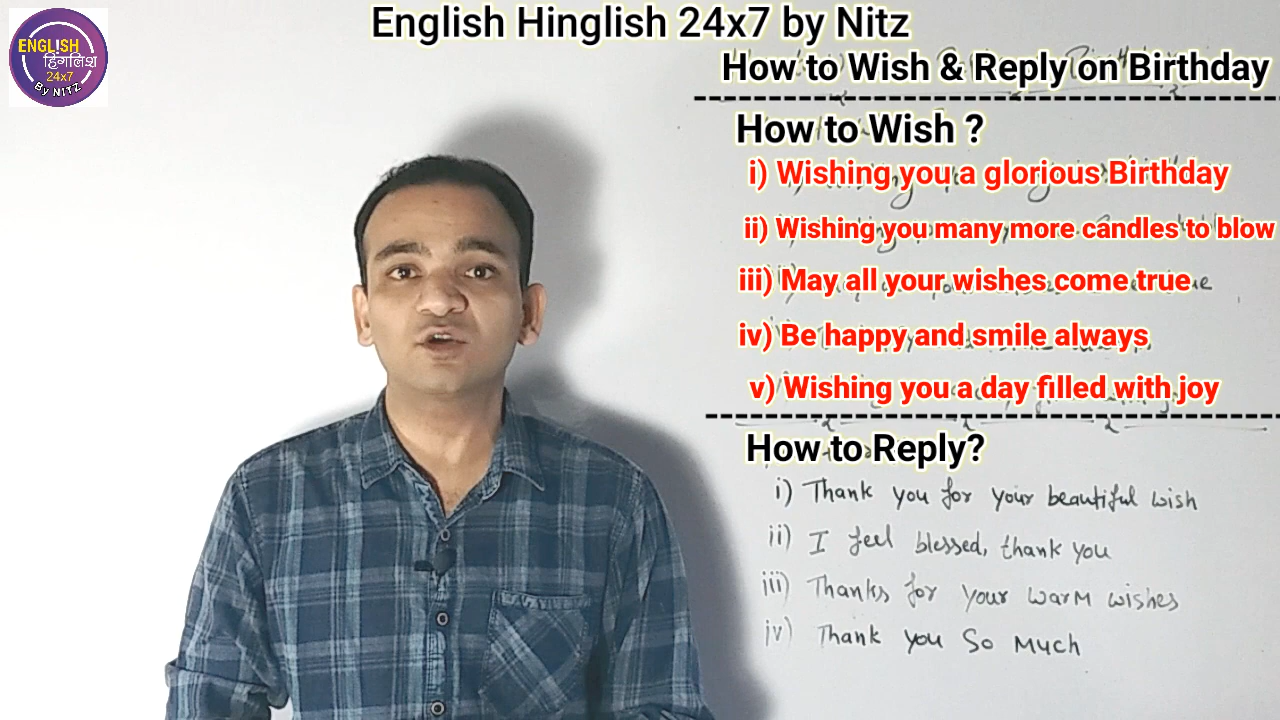 English Hinglish 24x7 by Nitz
ENGLISH
हिंगलिश
24x7
By NITZ
How to Wish & Reply on Birthday
How to Wish ?
i) Wishing you a glorious Birthday
ii) Wishing you many more candles to blow
iii) May all your wishes come true
iv) Be happy and smile always
v) Wishing you a day filled with joy
How to Reply?
i) Thank you for your beautiful wish
ii) I feel blessed, thank you
iii) Thanks for your warm wishes
iv) Thank you So Much